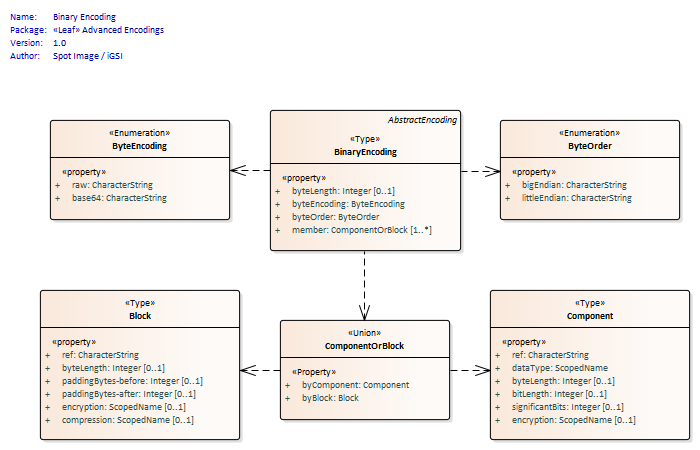 Name: Binary Encoding
Package: «Leaf» Advanced Encodings
Version: 1.0
Author: Spot Image / iGSI
«Enumeration»
ByteEncoding
«property»
+ raw: CharacterString
+ base64: CharacterString
AbstractEncoding
«Type»
BinaryEncoding
«property»
+ byteLength: Integer [0..1]
+ byteEncoding: ByteEncoding
+ byteOrder: ByteOrder
+ member: ComponentOrBlock [1..*]
«Enumeration»
ByteOrder
«property»
+ bigEndian: CharacterString
+ littleEndian: CharacterString
«Type»
Block
«property»
+ ref: CharacterString
+ byteLength: Integer [0..1]
+ paddingBytes-before: Integer [0..1]
+ paddingBytes-after: Integer [0..1]
+ encryption: ScopedName [0..1]
+ compression: ScopedName [0..1]
«Union»
ComponentOrBlock
«Property»
+ byComponent: Component
+ byBlock: Block
«Type»
Component
«property»
+ ref: CharacterString
+ dataType: ScopedName
+ byteLength: Integer [0..1]
+ bitLength: Integer [0..1]
+ significantBits: Integer [0..1]
+ encryption: ScopedName [0..1]